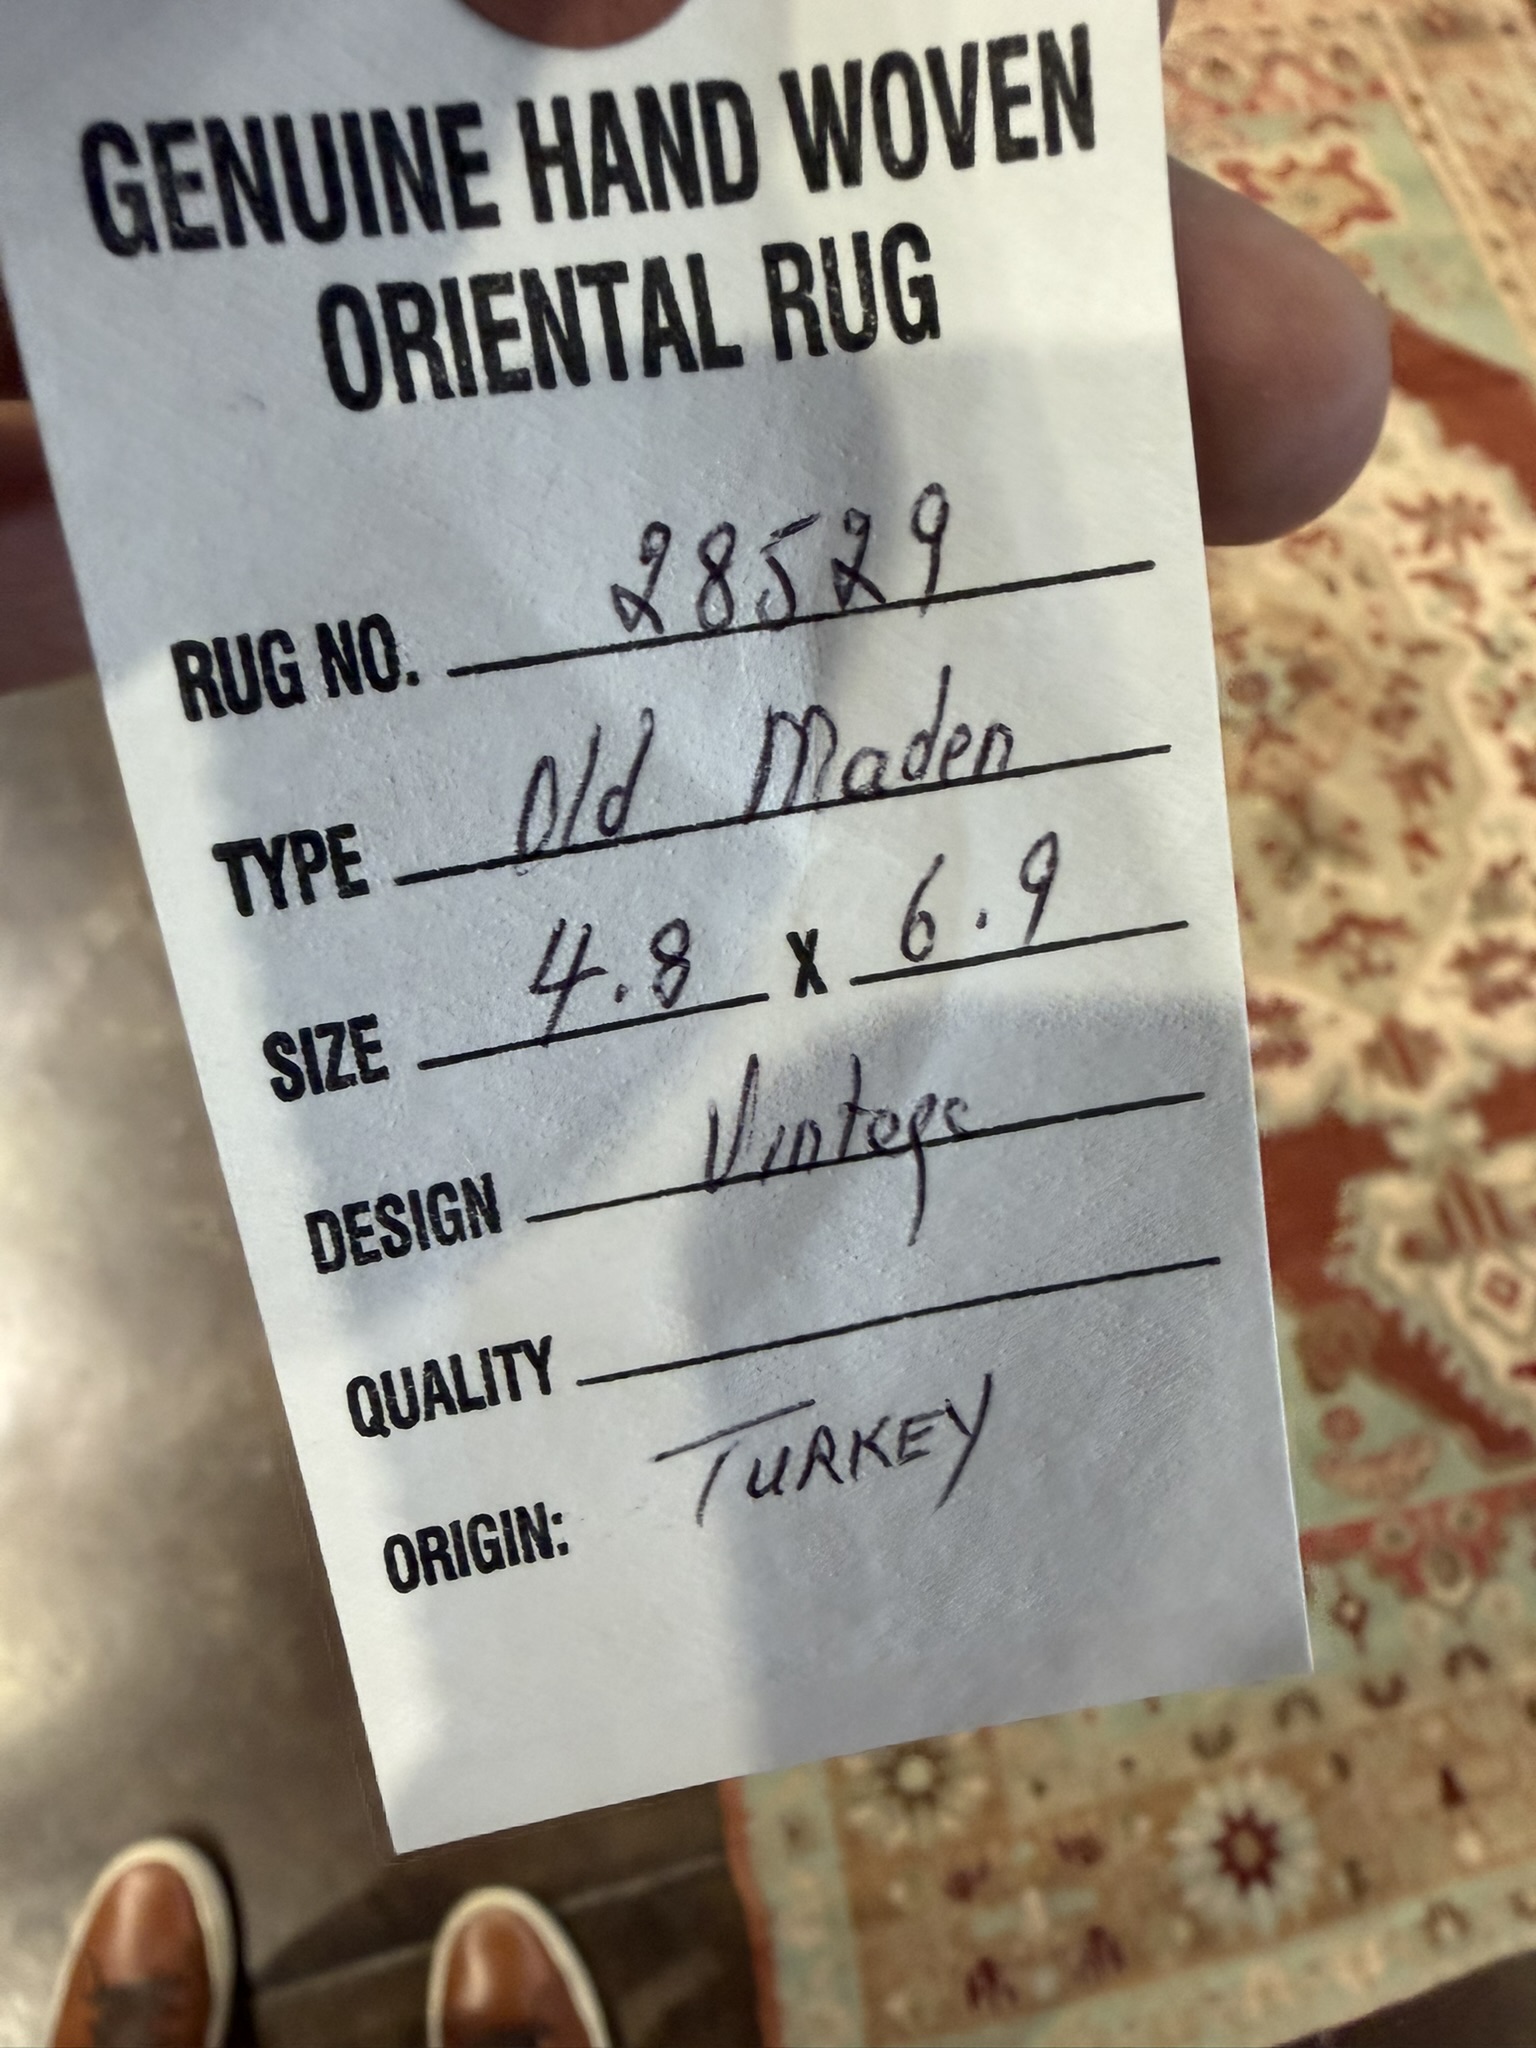 GENUINE HAND WOVEN
ORIENTAL RUG
RUG NO. 28529
TYPE Old Maden
SIZE 4.8 X 6.9
DESIGN Vintage
QUALITY
ORIGIN: TURKEY